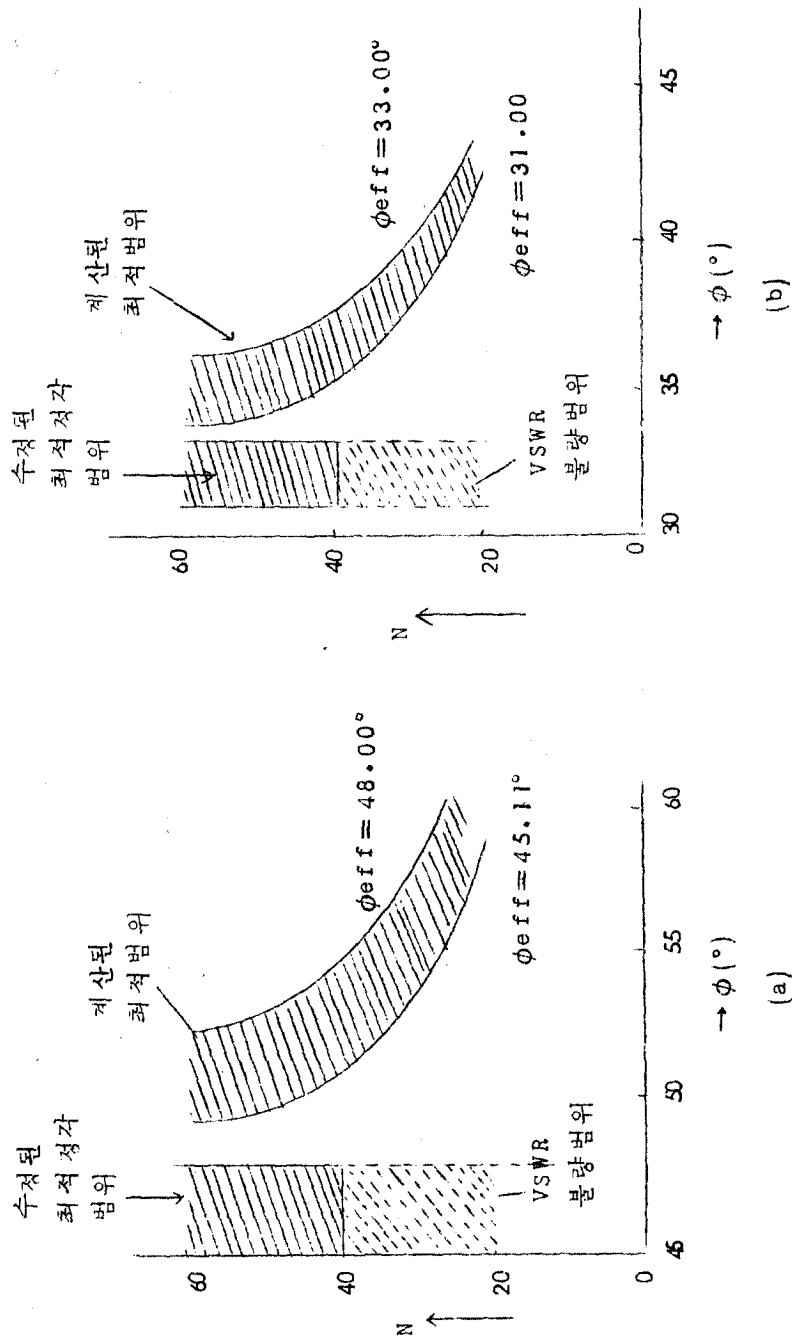 수정된
최적정각
범위
계산된
최적범위
ϕeff=48.00°
ϕeff=45.11°
VSWR
불량범위
N
60
40
20
0
45
50
55
60
→ ϕ(°)
(a)
수정된
최적정각
범위
계산된
최적범위
ϕeff=33.00°
ϕeff=31.00
VSWR
불량범위
N
60
40
20
0
30
35
40
45
→ ϕ(°)
(b)